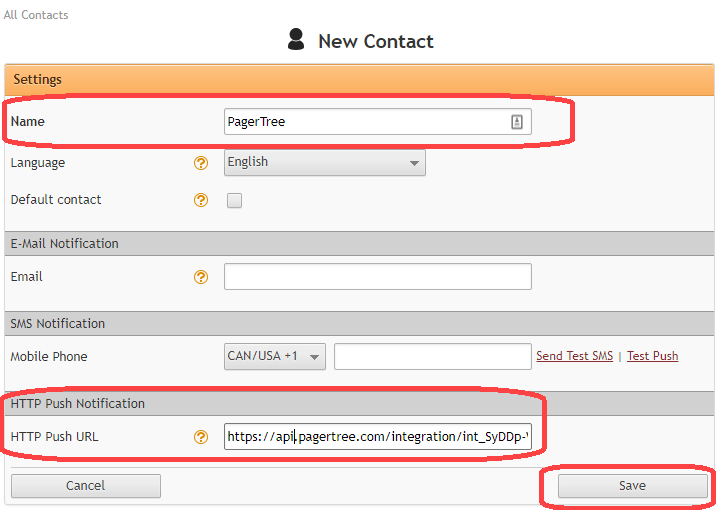 All Contacts
New Contact
Settings
Name PagerTree
Language ? English
Default contact ?
E-Mail Notification
Email ?
SMS Notification
Mobile Phone CAN/USA +1 Send Test SMS | Test Push
HTTP Push Notification
HTTP Push URL ? https://api.pagertree.com/integration/int_SyDDp-
Cancel Save